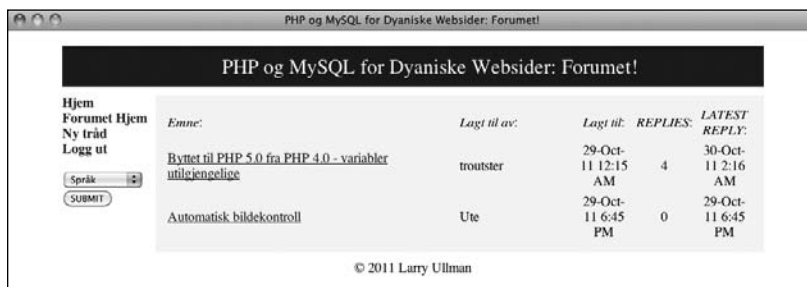 PHP og MySQL for Dyaniske Websider: Forumet!
PHP og MySQL for Dyaniske Websider: Forumet!
Hjem
Forumet Hjem
Ny tråd
Logg ut
Språk
SUBMIT
Emne: Lagt til av: Lagt til: REPLIES: LATEST REPLY:
Byttet til PHP 5.0 fra PHP 4.0 - variabler utilgjengelige troutster 29-Oct-11 12:15 AM 4 30-Oct-11 2:16 AM
Automatisk bildekontroll Ute 29-Oct-11 6:45 PM 0 29-Oct-11 6:45 PM
© 2011 Larry Ullman